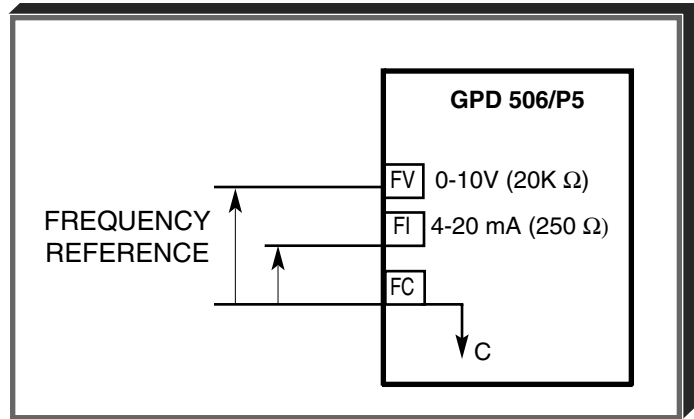 GPD 506/P5
FV 0-10V (20K Ω)
FI 4-20 mA (250 Ω)
FREQUENCY
REFERENCE
FC
C